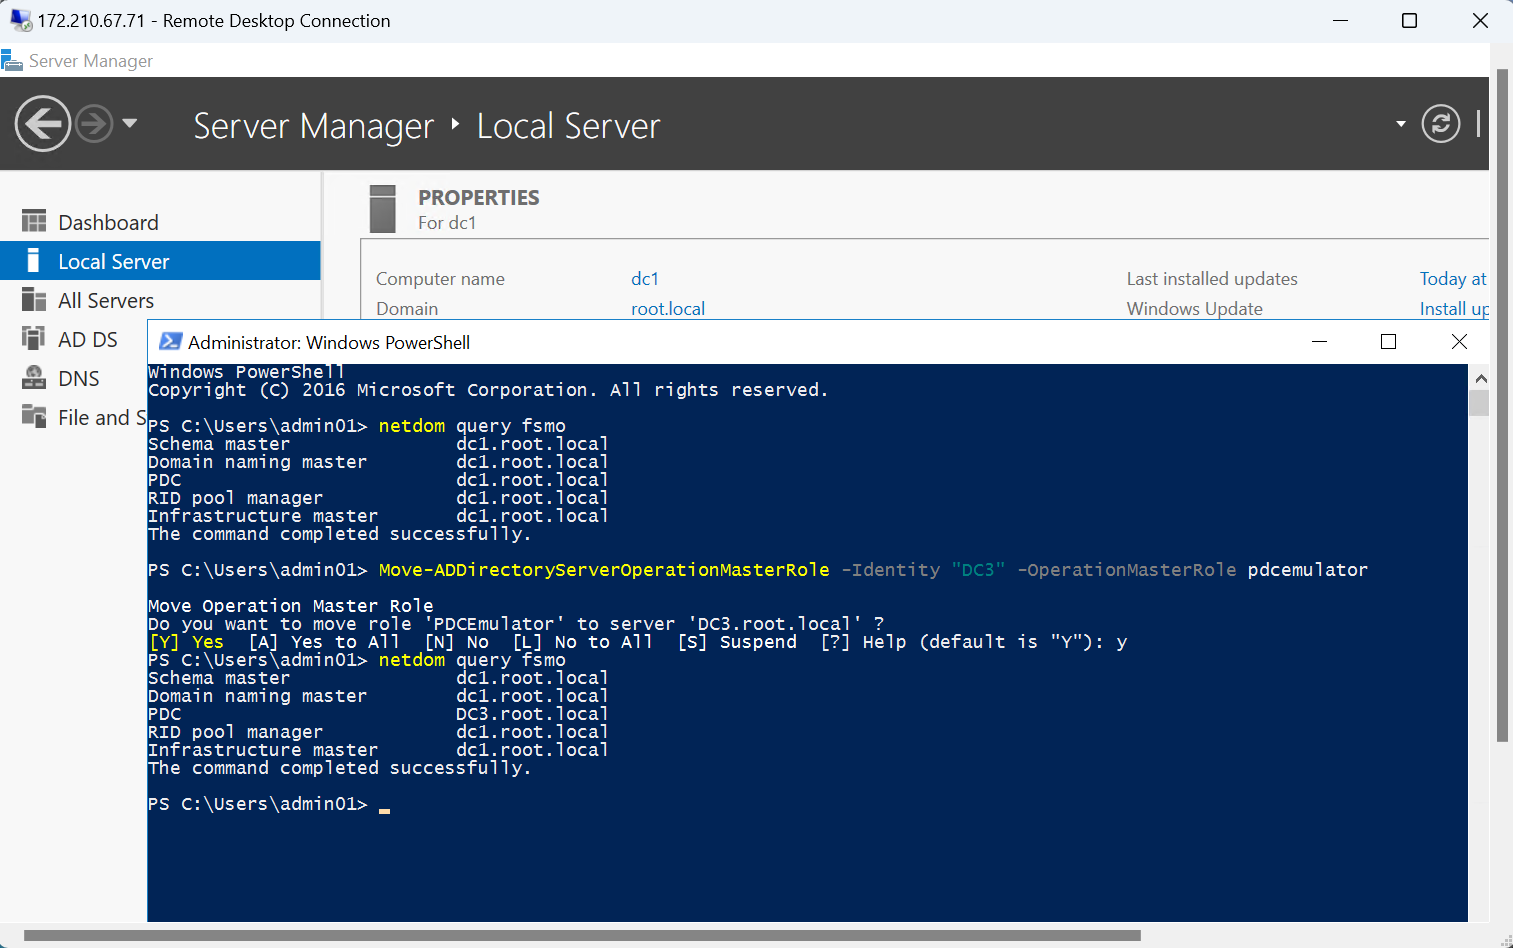 172.210.67.71 - Remote Desktop Connection
Server Manager
Server Manager Local Server
PROPERTIES
For dc1
Dashboard
Local Server
All Servers
AD DS
DNS
File and S
Computer name dc1 Last installed updates Today at
Domain root.local Windows Update Install up
Administrator: Windows PowerShell
Windows PowerShell
Copyright (C) 2016 Microsoft Corporation. All rights reserved.
PS C:\Users\admin01> netdom query fsmo
Schema master dc1.root.local
Domain naming master dc1.root.local
PDC dc1.root.local
RID pool manager dc1.root.local
Infrastructure master dc1.root.local
The command completed successfully.
PS C:\Users\admin01> Move-ADDirectoryServerOperationMasterRole -Identity "DC3" -OperationMasterRole pdcemulator
Move Operation Master Role
Do you want to move role 'PDCEmulator' to server 'DC3.root.local' ?
[Y] Yes [A] Yes to All [N] No [L] No to All [S] Suspend [?] Help (default is "Y"): y
PS C:\Users\admin01> netdom query fsmo
Schema master dc1.root.local
Domain naming master dc1.root.local
PDC DC3.root.local
RID pool manager dc1.root.local
Infrastructure master dc1.root.local
The command completed successfully.
PS C:\Users\admin01>